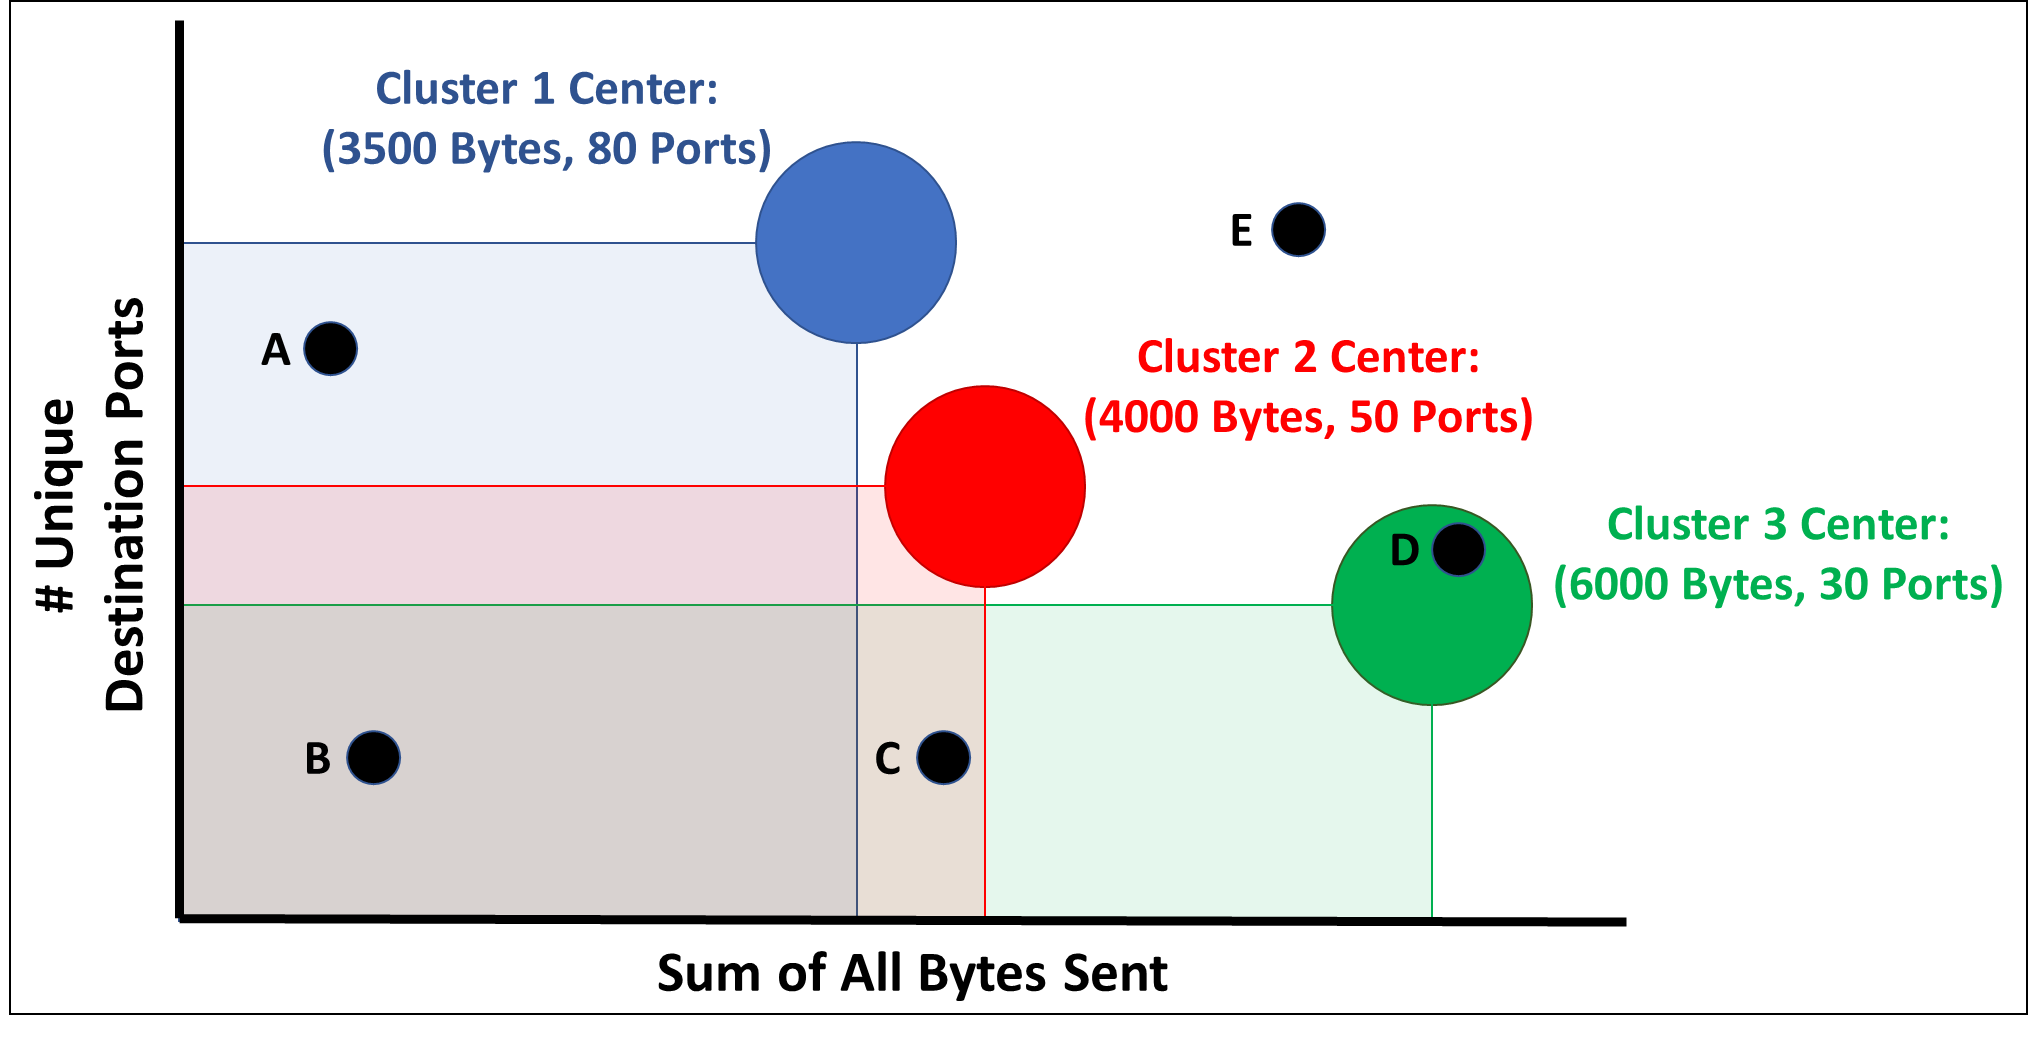 Cluster 1 Center:
(3500 Bytes, 80 Ports)
E
A
Cluster 2 Center:
(4000 Bytes, 50 Ports)
# Unique
Destination Ports
Cluster 3 Center:
(6000 Bytes, 30 Ports)
D
B
C
Sum of All Bytes Sent